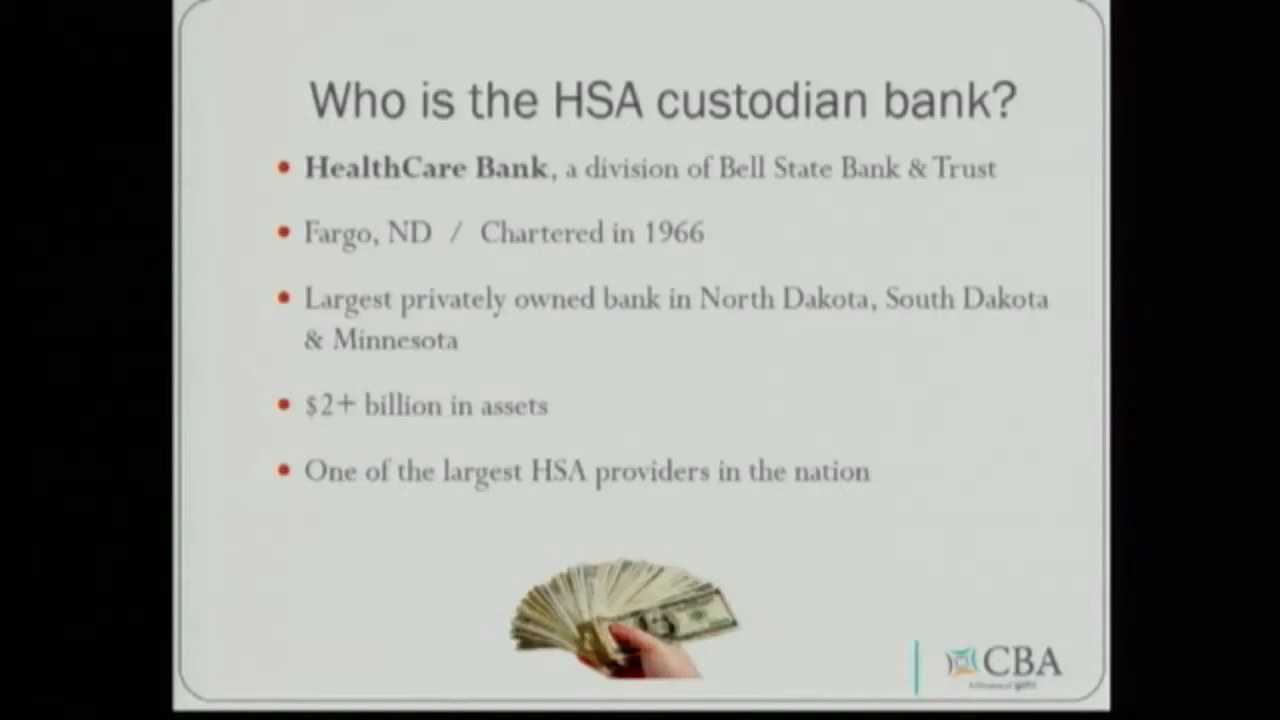 Who is the HSA custodian bank?
• HealthCare Bank, a division of Bell State Bank & Trust
• Fargo, ND / Chartered in 1966
• Largest privately owned bank in North Dakota, South Dakota
& Minnesota
• $2+ billion in assets
• One of the largest HSA providers in the nation
CBA